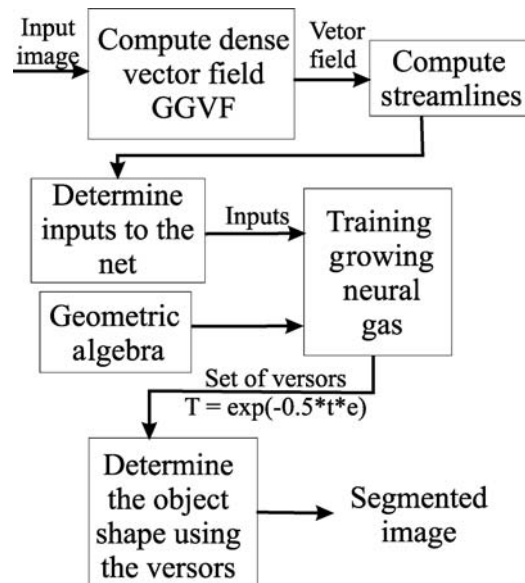 Input
image
Compute dense
vector field
GGVF
Vetor
field
Compute
streamlines
Determine
inputs to the
net
Inputs
Training
growing
neural
gas
Geometric
algebra
Set of versors
T = exp(-0.5*t*e)
Determine
the object
shape using
the versors
Segmented
image